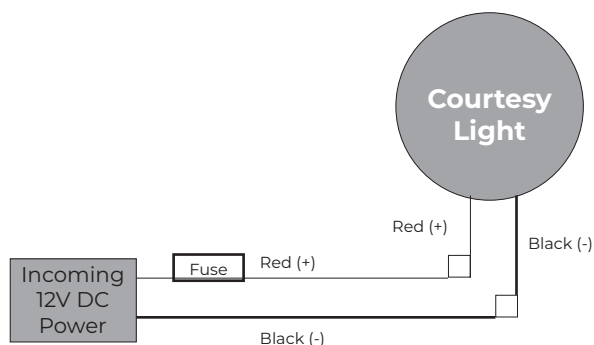 Courtesy
Light
Red (+)
Black (-)
Fuse
Red (+)
Incoming
12V DC
Power
Black (-)